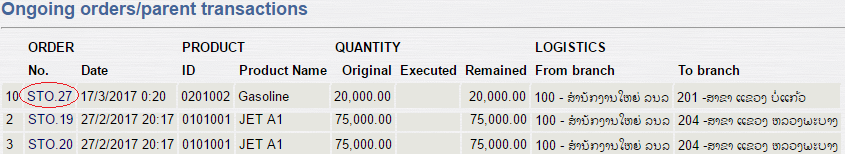 Ongoing orders/parent transactions
ORDER PRODUCT QUANTITY LOGISTICS
No. Date ID Product Name Original Executed Remained From branch To branch
10 STO.27 17/3/2017 0:20 0201002 Gasoline 20,000.00 20,000.00 100 - ສຳນັກງານໃຫຍ່ ລນລ 201 -ສາຂາ ແຂວງ ບໍ່ແກ້ວ
2 STO.19 27/2/2017 20:17 0101001 JET A1 75,000.00 75,000.00 100 - ສຳນັກງານໃຫຍ່ ລນລ 204 -ສາຂາ ແຂວງ ຫລວງພະບາງ
3 STO.20 27/2/2017 20:17 0101001 JET A1 75,000.00 75,000.00 100 - ສຳນັກງານໃຫຍ່ ລນລ 204 -ສາຂາ ແຂວງ ຫລວງພະບາງ